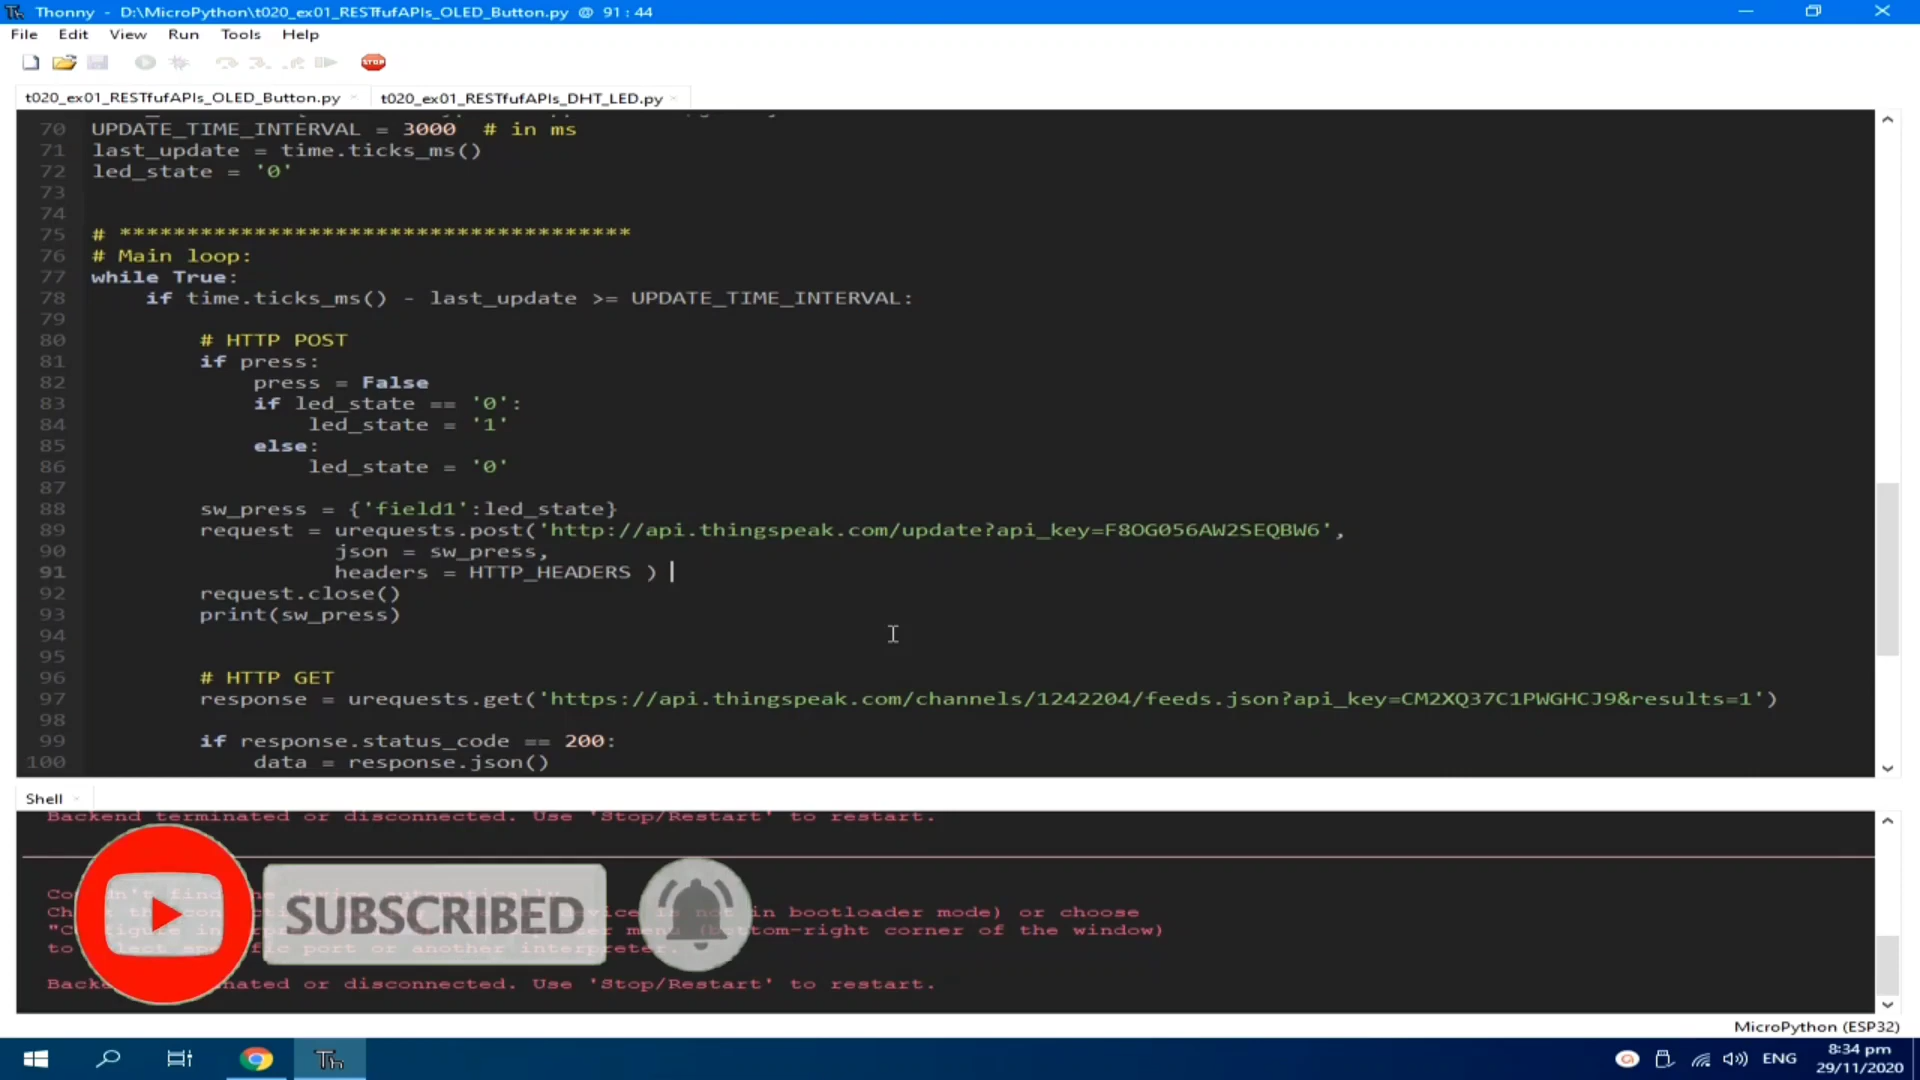 Thonny - D:\MicroPython\t020_ex01_RESTfufAPIs_OLED_Button.py @ 91 : 44
File Edit View Run Tools Help
STOP
t020_ex01_RESTfufAPIs_OLED_Button.py t020_ex01_RESTfufAPIs_DHT_LED.py
70 UPDATE_TIME_INTERVAL = 3000 # in ms
71 last_update = time.ticks_ms()
72 led_state = '0'
73
74
75 # **************************************
76 # Main loop:
77 while True:
78 if time.ticks_ms() - last_update >= UPDATE_TIME_INTERVAL:
79
80 # HTTP POST
81 if press:
82 press = False
83 if led_state == '0':
84 led_state = '1'
85 else:
86 led_state = '0'
87
88 sw_press = {'field1':led_state}
89 request = urequests.post('http://api.thingspeak.com/update?api_key=F8OG056AW2SEQBW6',
90 json = sw_press,
91 headers = HTTP_HEADERS )
92 request.close()
93 print(sw_press)
94
95
96 # HTTP GET
97 response = urequests.get('https://api.thingspeak.com/channels/1242204/feeds.json?api_key=CM2XQ37C1PWGHCJ9&results=1')
98
99 if response.status_code == 200:
100 data = response.json()
Shell
Backend terminated or disconnected. Use 'Stop/Restart' to restart.
in bootloader mode) or choose
(bottom-right corner of the window)
or another interpreter.
disconnected. Use 'Stop/Restart' to restart.
SUBSCRIBED
MicroPython (ESP32)
Th
ENG
8:34 pm
29/11/2020